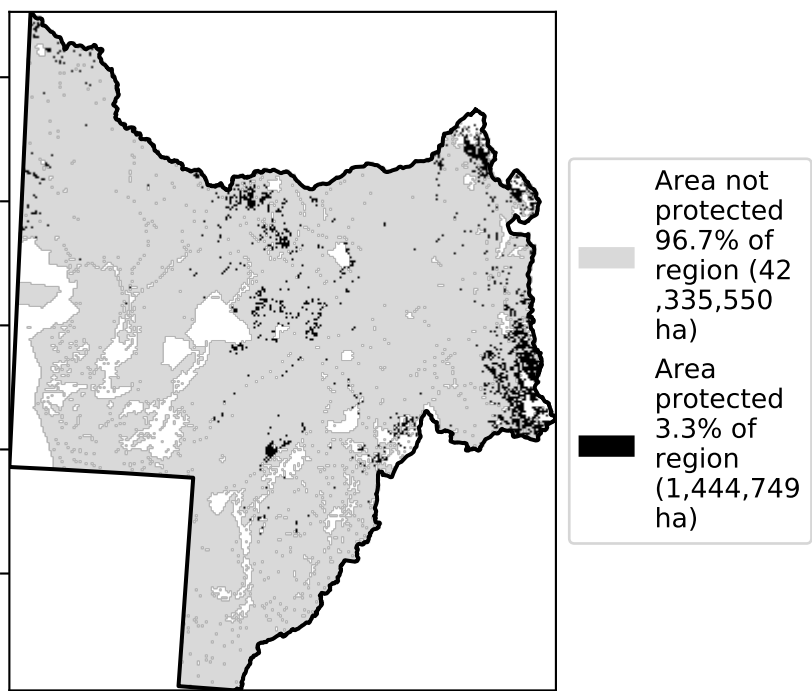 Area not
protected
96.7% of
region (42
,335,550
ha)
Area
protected
3.3% of
region
(1,444,749
ha)